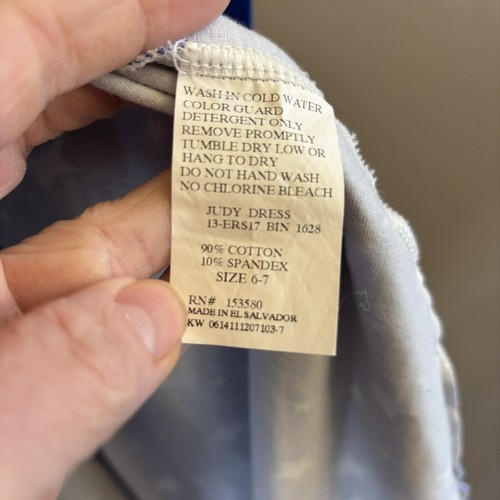 WASH IN COLD WATER
COLOR GUARD
DETERGENT ONLY
REMOVE PROMPTLY
TUMBLE DRY LOW OR
HANG TO DRY
DO NOT HAND WASH
NO CHLORINE BLEACH
JUDY DRESS
13-ERS17 BIN 1628
90% COTTON
10% SPANDEX
SIZE 6-7
RN# 153580
MADE IN EL SALVADOR
KW 0614111207103-7